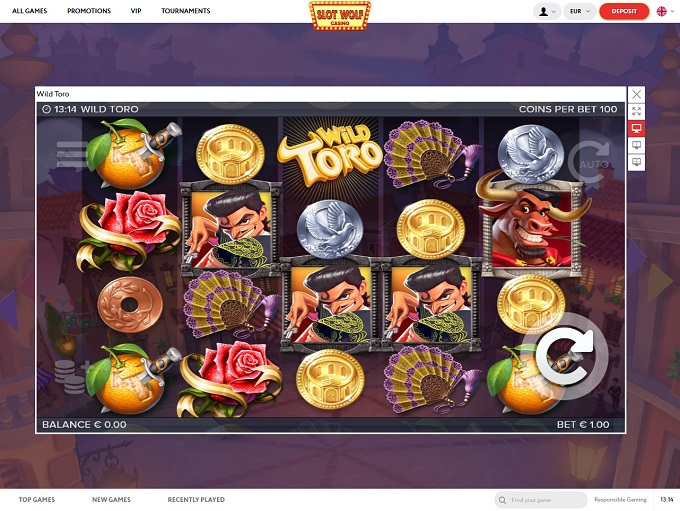 ALL GAMES
PROMOTIONS
VIP
TOURNAMENTS
SLOT WOLF
CASINO
EUR
DEPOSIT
Wild Toro
13:14 WILD TORO
COINS PER BET 100
WILD
TORO
AUTO
BALANCE € 0.00
BET € 1.00
TOP GAMES
NEW GAMES
RECENTLY PLAYED
Find your game
Responsible Gaming
13:14